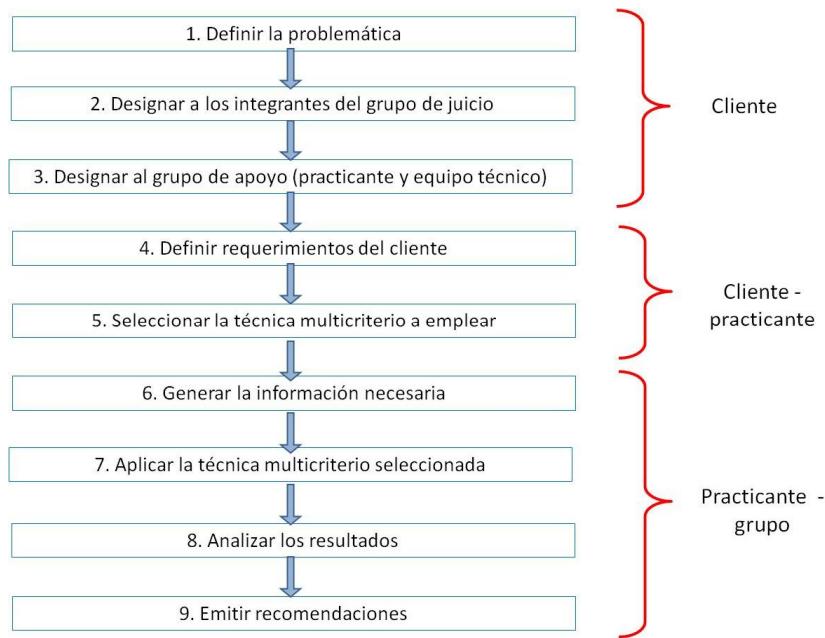 1. Definir la problemática
2. Designar a los integrantes del grupo de juicio
3. Designar al grupo de apoyo (practicante y equipo técnico)
Cliente
4. Definir requerimientos del cliente
5. Seleccionar la técnica multicriterio a emplear
Cliente -
practicante
6. Generar la información necesaria
7. Aplicar la técnica multicriterio seleccionada
8. Analizar los resultados
9. Emitir recomendaciones
Practicante -
grupo